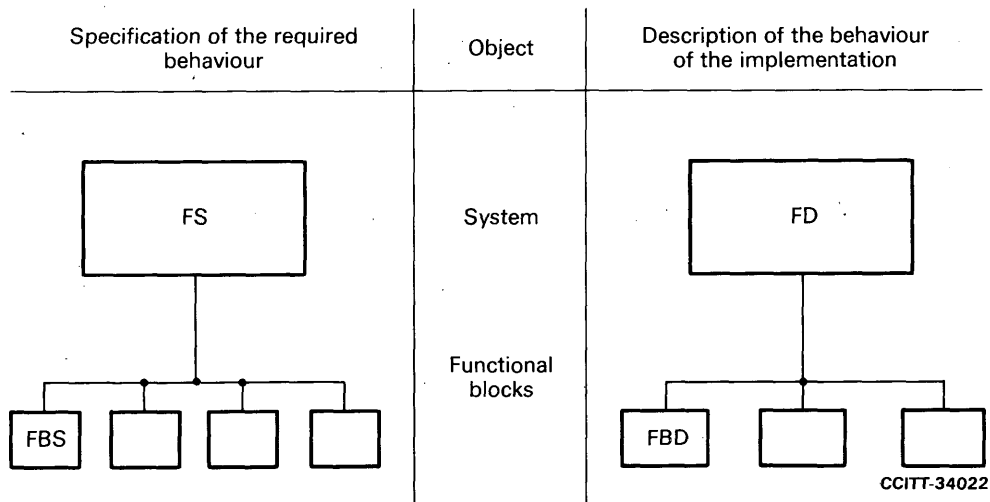 Specification of the required
behaviour
Object
Description of the behaviour
of the implementation
FS
System
FD
Functional
blocks
FBS
FBD
CCITT-34022